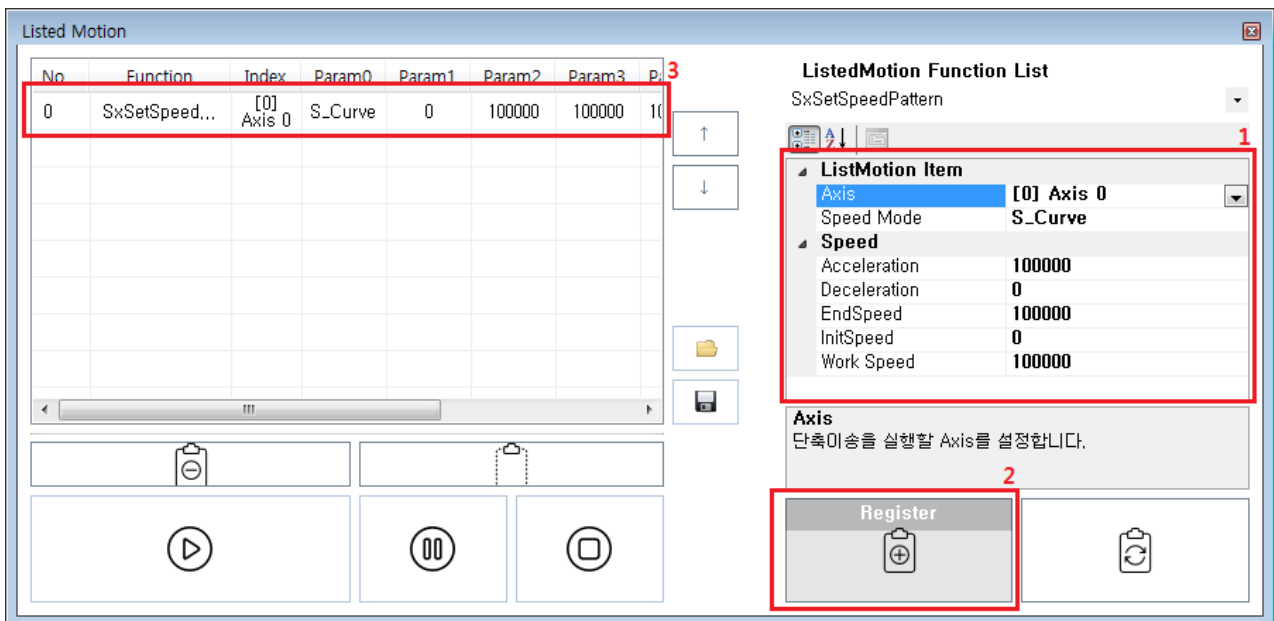 Listed Motion
No Function Index Param0 Param1 Param2 Param3 3
0 SxSetSpeed... [0] Axis 0 S_Curve 0 100000 100000
ListedMotion Function List
SxSetSpeedPattern
1
ListMotion Item
Axis [0] Axis 0
Speed Mode S_Curve
Speed
Acceleration 100000
Deceleration 0
EndSpeed 100000
InitSpeed 0
Work Speed 100000
Axis
단축이송을 실행할 Axis를 설정합니다.
2
Register